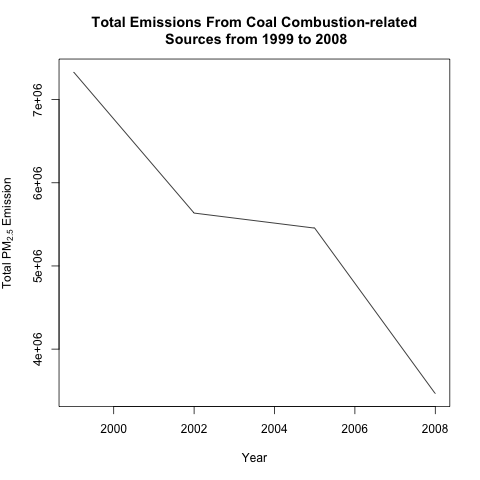 Total Emissions From Coal Combustion-related
Sources from 1999 to 2008
Total PM2.5 Emission
7e+06
6e+06
5e+06
4e+06
2000 2002 2004 2006 2008
Year